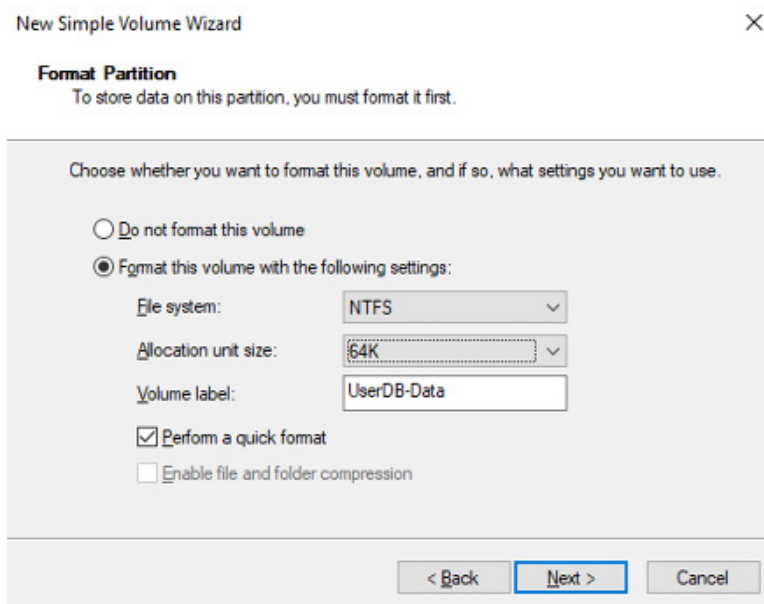 New Simple Volume Wizard
Format Partition
To store data on this partition, you must format it first.
Choose whether you want to format this volume, and if so, what settings you want to use.
Do not format this volume
Format this volume with the following settings:
File system: NTFS
Allocation unit size: 64K
Volume label: UserDB-Data
Perform a quick format
Enable file and folder compression
< Back Next > Cancel